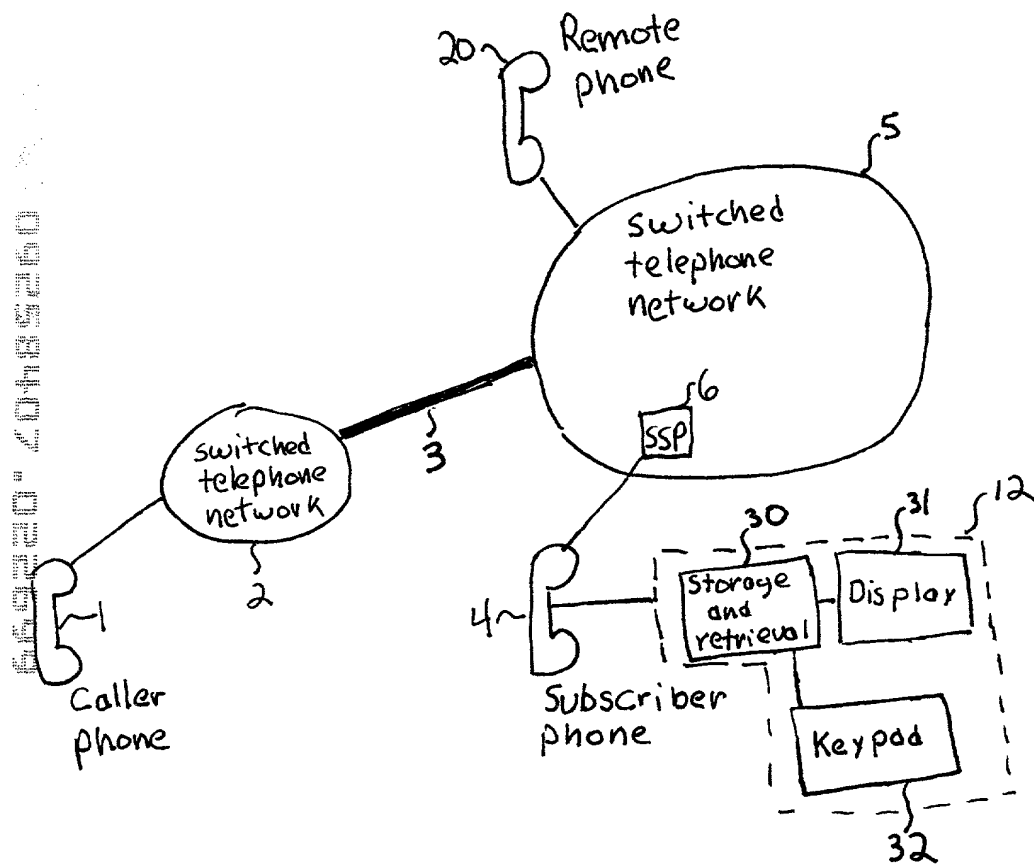 20
Remote
phone
5
switched
telephone
network
6
SSP
3
switched
telephone
network
2
1
Caller
phone
4
Subscriber
phone
30
31
12
Storage
and
retrieval
Display
Keypad
32